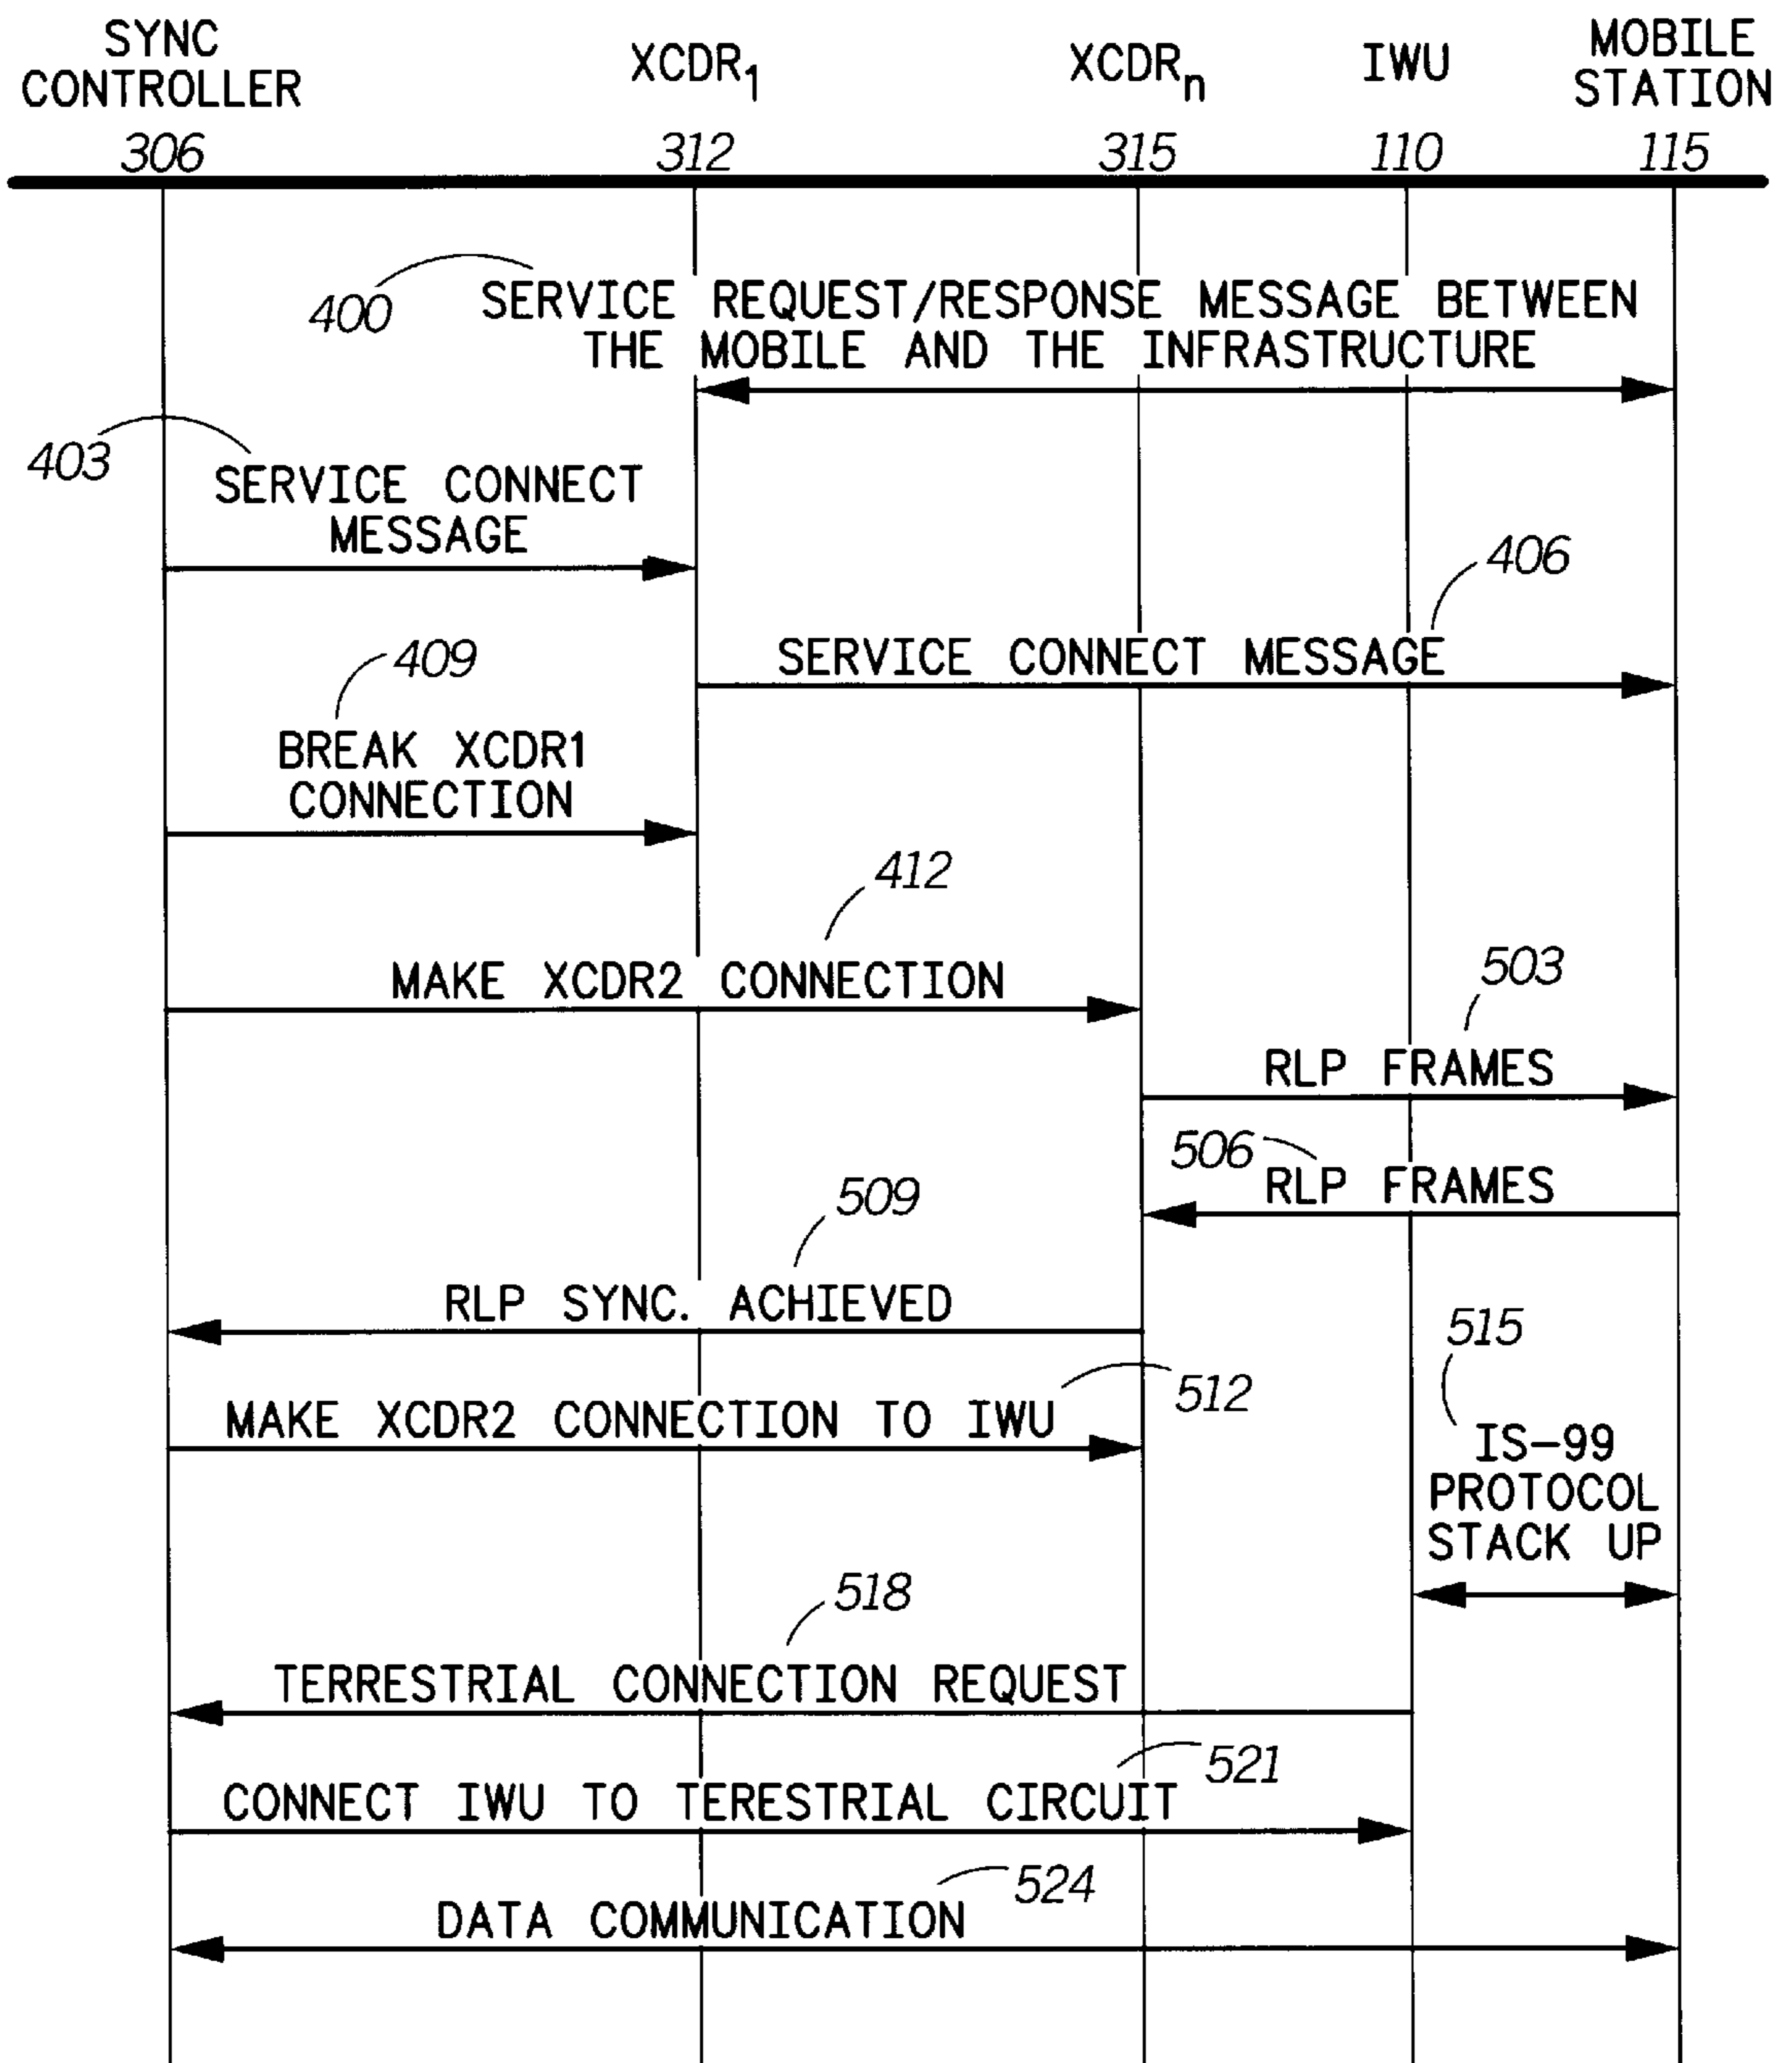 SYNC
CONTROLLER
XCDR1
XCDRn
IWU
MOBILE
STATION
306
312
315
110
115
400
SERVICE REQUEST/RESPONSE MESSAGE BETWEEN
THE MOBILE AND THE INFRASTRUCTURE
403
SERVICE CONNECT
MESSAGE
406
SERVICE CONNECT MESSAGE
409
BREAK XCDR1
CONNECTION
412
MAKE XCDR2 CONNECTION
503
RLP FRAMES
506
RLP FRAMES
509
RLP SYNC. ACHIEVED
512
MAKE XCDR2 CONNECTION TO IWU
515
IS-99
PROTOCOL
STACK UP
518
TERRESTRIAL CONNECTION REQUEST
521
CONNECT IWU TO TERESTRIAL CIRCUIT
524
DATA COMMUNICATION